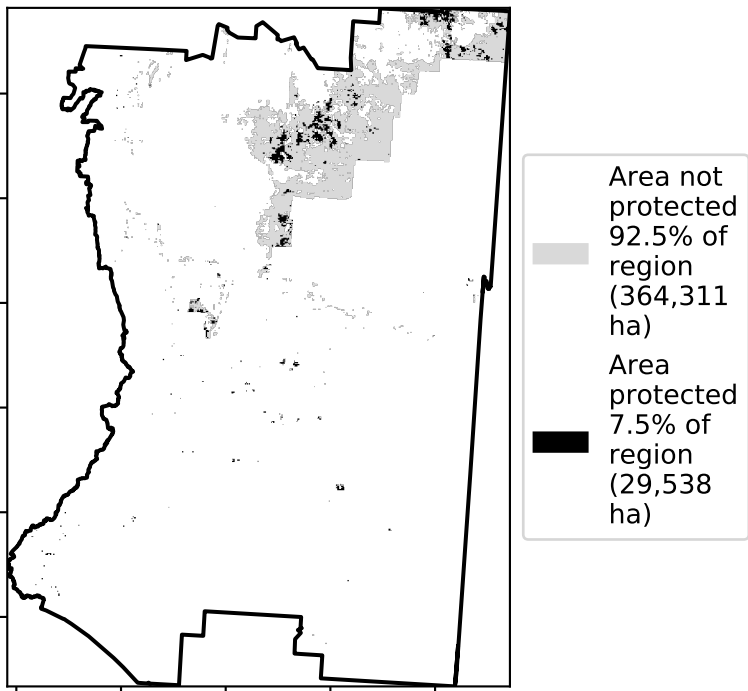 Area not
protected
92.5% of
region
(364,311
ha)
Area
protected
7.5% of
region
(29,538
ha)